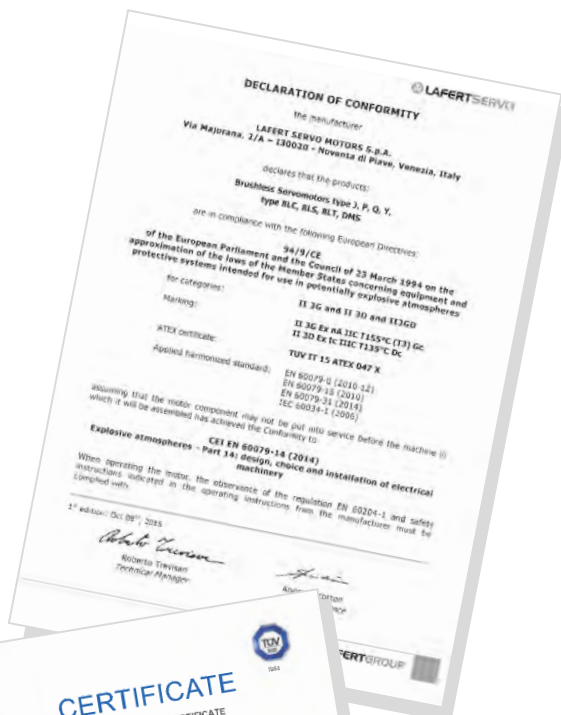 LAFERTSERVO
DECLARATION OF CONFORMITY
the manufacturer
LAFERT SERVO MOTORS S.p.A.
Via Majorana, 2/A – I30020 - Noventa di Piave, Venezia, Italy
declares that the products:
Brushless Servomotors type J, P, Q, Y,
type BLC, BLS, BLT, DMS
are in compliance with the following European Directives:
94/9/CE
of the European Parliament and the Council of 23 March 1994 on the
approximation of the laws of the Member States concerning equipment and
protective systems intended for use in potentially explosive atmospheres
for categories: II 3G and II 3D and II3GD
Marking: II 3G Ex nA IIC T155°C (T3) Gc
II 3D Ex tc IIIC T135°C Dc
ATEX certificate: TUV IT 15 ATEX 047 X
Applied harmonized standard: EN 60079-0 (2010-12)
EN 60079-15 (2010)
EN 60079-31 (2014)
IEC 60034-1 (2006)
assuming that the motor component may not be put into service before the machine in
which it will be assembled has achieved the Conformity to
CEI EN 60079-14 (2014)
Explosive atmospheres - Part 14: design, choice and installation of electrical
machinery
When operating the motor, the observance of the regulation EN 60204-1 and safety
instructions indicated in the operating instructions from the manufacturer must be
complied with.
1st edition: Oct 09th, 2015
Roberto Trevisan
Technical Manager
FERTGROUP
TÜV
CERTIFICATE